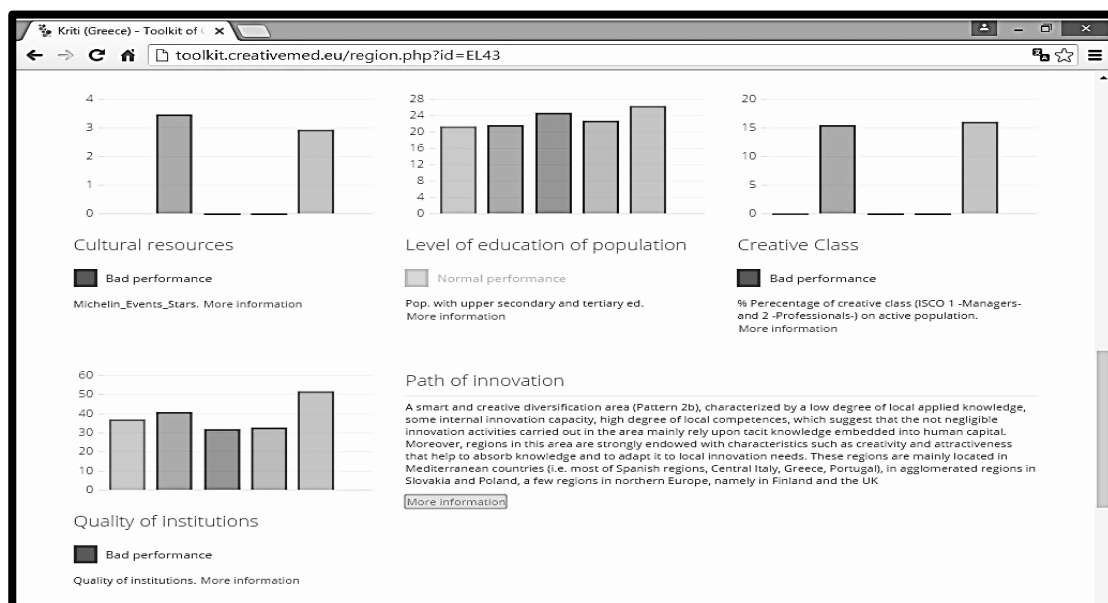 Kriti (Greece) - Toolkit of C
toolkit.creativemed.eu/region.php?id=EL43
4
3
2
1
0
28
24
20
16
12
8
4
0
20
15
10
5
0
Cultural resources
Level of education of population
Creative Class
Bad performance
Normal performance
Bad performance
Michelin_Events_Stars. More information
Pop. with upper secondary and tertiary ed.
More information
% Perecentage of creative class (ISCO 1 -Managers-
and 2 -Professionals-) on active population.
More information
60
50
40
30
20
10
0
Quality of institutions
Bad performance
Quality of institutions. More information
Path of innovation
A smart and creative diversification area (Pattern 2b), characterized by a low degree of local applied knowledge,
some internal innovation capacity, high degree of local competences, which suggest that the not negligible
innovation activities carried out in the area mainly rely upon tacit knowledge embedded into human capital.
Moreover, regions in this area are strongly endowed with characteristics such as creativity and attractiveness
that help to absorb knowledge and to adapt it to local innovation needs. These regions are mainly located in
Mediterranean countries (i.e. most of Spanish regions, Central Italy, Greece, Portugal), in agglomerated regions in
Slovakia and Poland, a few regions in northern Europe, namely in Finland and the UK
More information